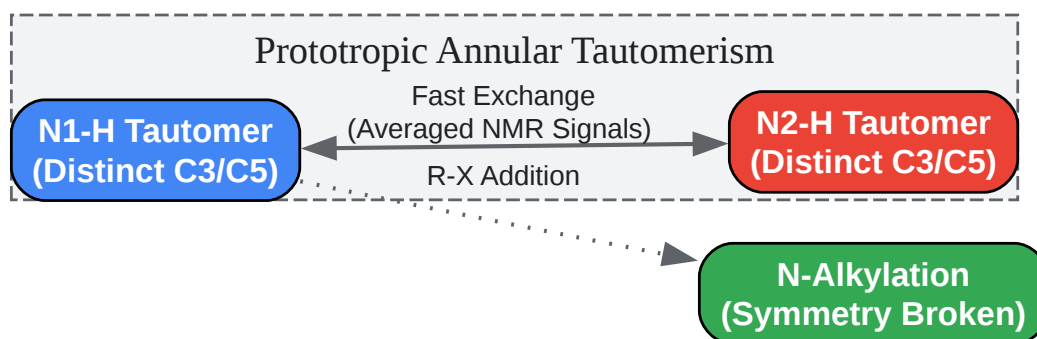 Prototropic Annular Tautomerism
Fast Exchange
(Averaged NMR Signals)
N1-H Tautomer
(Distinct C3/C5)
N2-H Tautomer
(Distinct C3/C5)
R-X Addition
N-Alkylation
(Symmetry Broken)